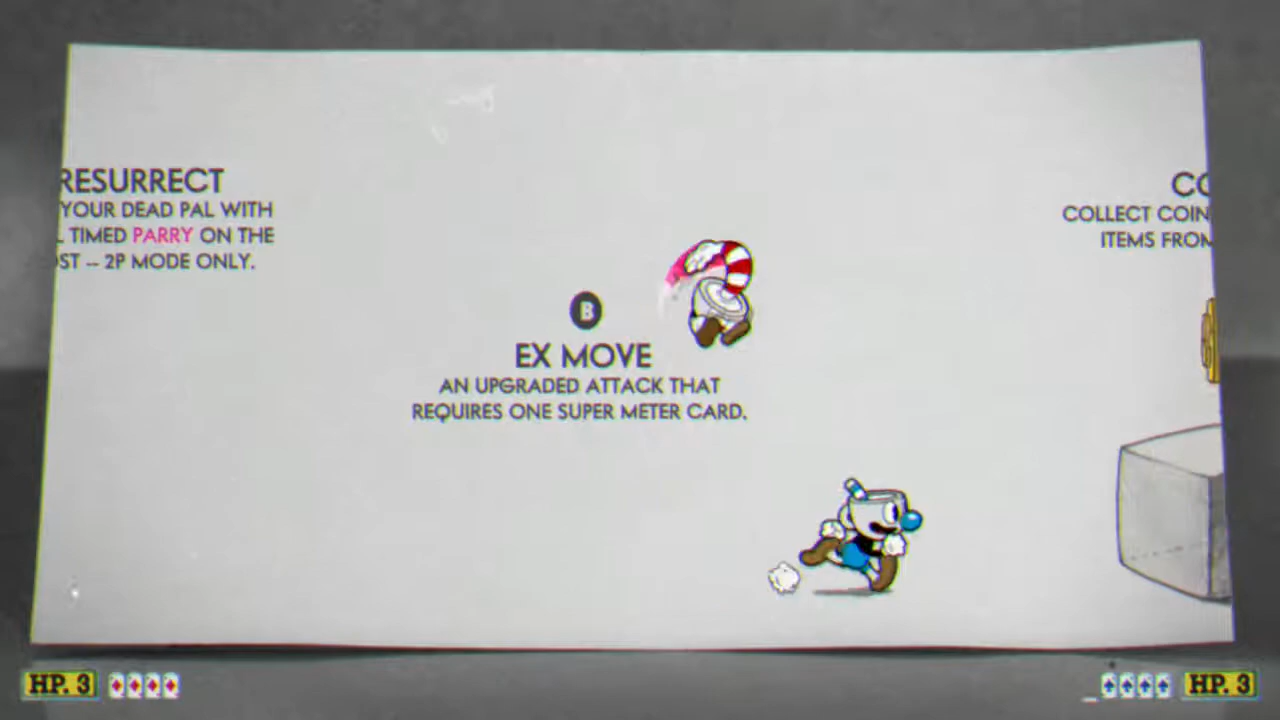 RESURRECT
YOUR DEAD PAL WITH
TIMED PARRY ON THE
-- 2P MODE ONLY.
B
EX MOVE
AN UPGRADED ATTACK THAT
REQUIRES ONE SUPER METER CARD.
COLLECT COIN
ITEMS FROM
HP. 3
HP. 3